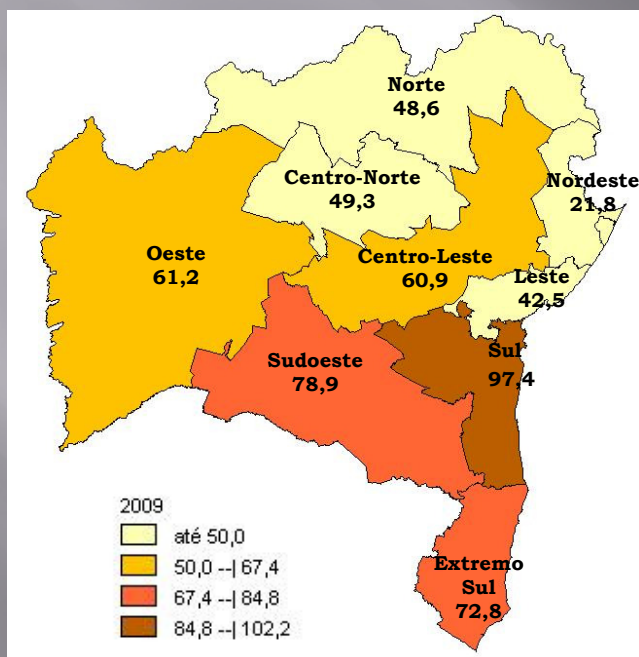 Norte
48,6
Centro-Norte
49,3
Nordeste
21,8
Oeste
61,2
Centro-Leste
60,9
Leste
42,5
Sudoeste
78,9
Sul
97,4
Extremo
Sul
72,8
2009
até 50,0
50,0 --| 67,4
67,4 --| 84,8
84,8 --| 102,2